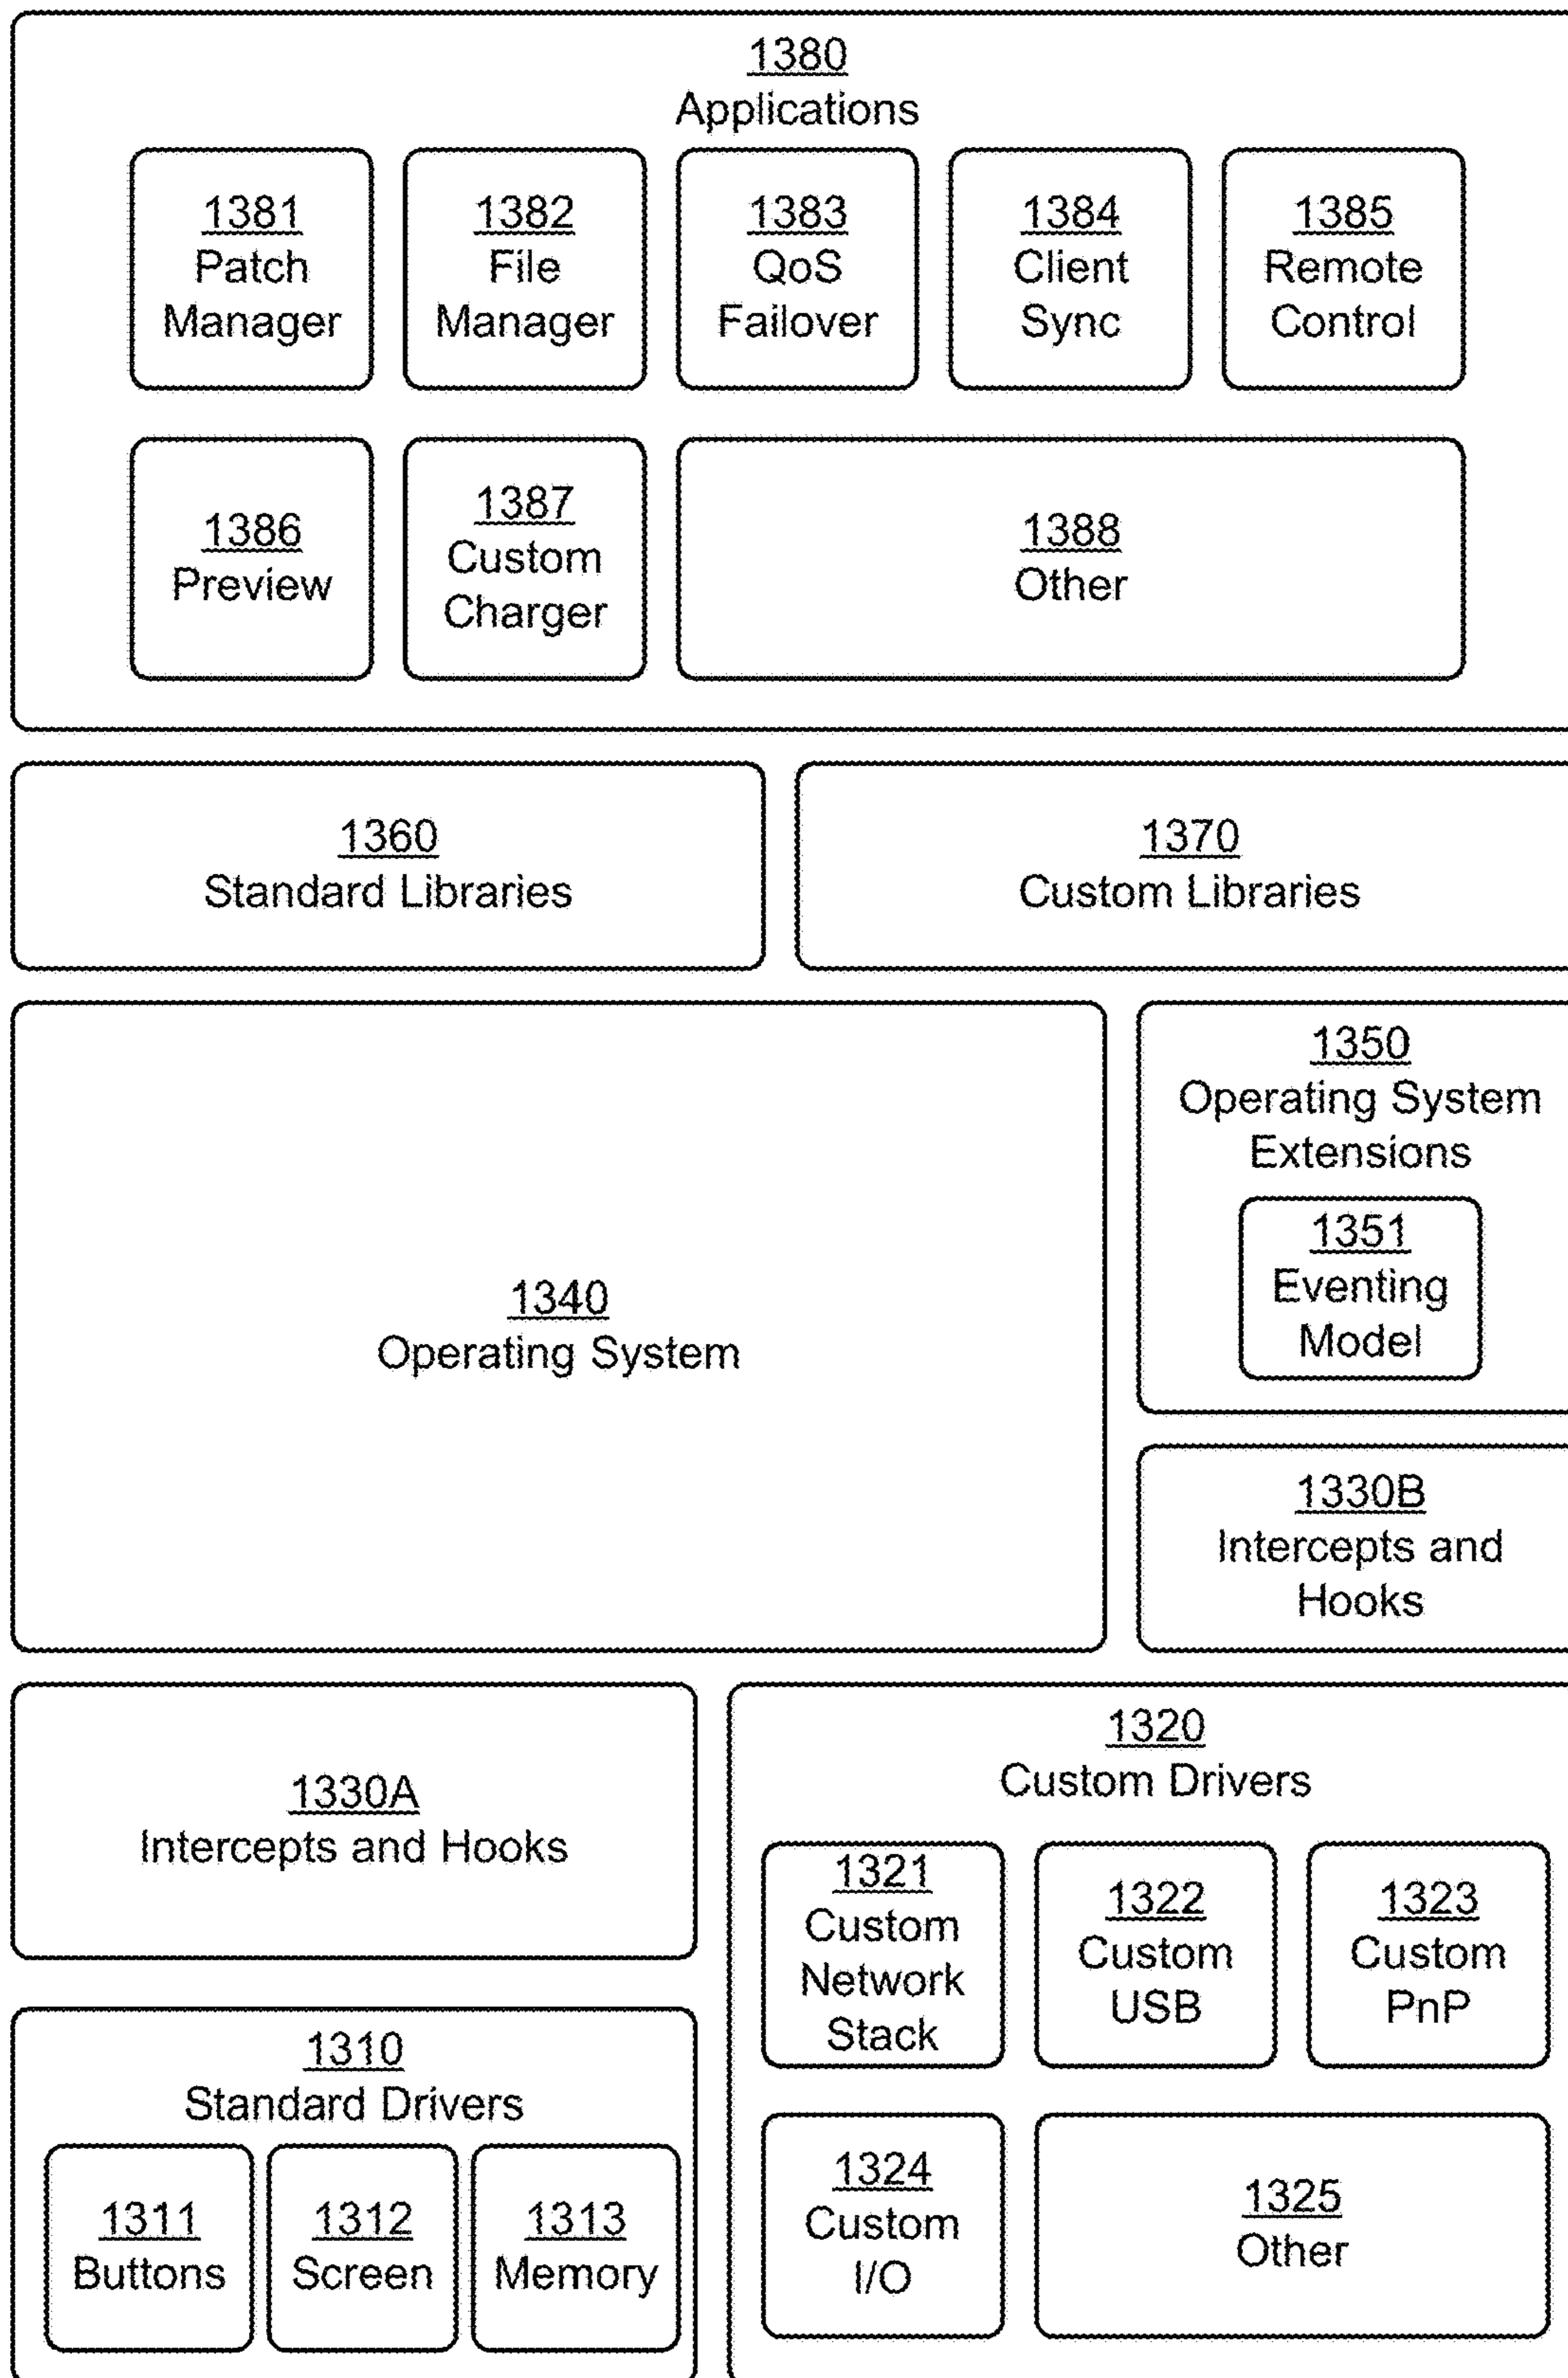 1380
Applications
1381
Patch
Manager
1382
File
Manager
1383
QoS
Failover
1384
Client
Sync
1385
Remote
Control
1386
Preview
1387
Custom
Charger
1388
Other
1360
Standard Libraries
1370
Custom Libraries
1340
Operating System
1350
Operating System
Extensions
1351
Eventing
Model
1330B
Intercepts and
Hooks
1330A
Intercepts and Hooks
1320
Custom Drivers
1321
Custom
Network
Stack
1322
Custom
USB
1323
Custom
PnP
1310
Standard Drivers
1311
Buttons
1312
Screen
1313
Memory
1324
Custom
I/O
1325
Other